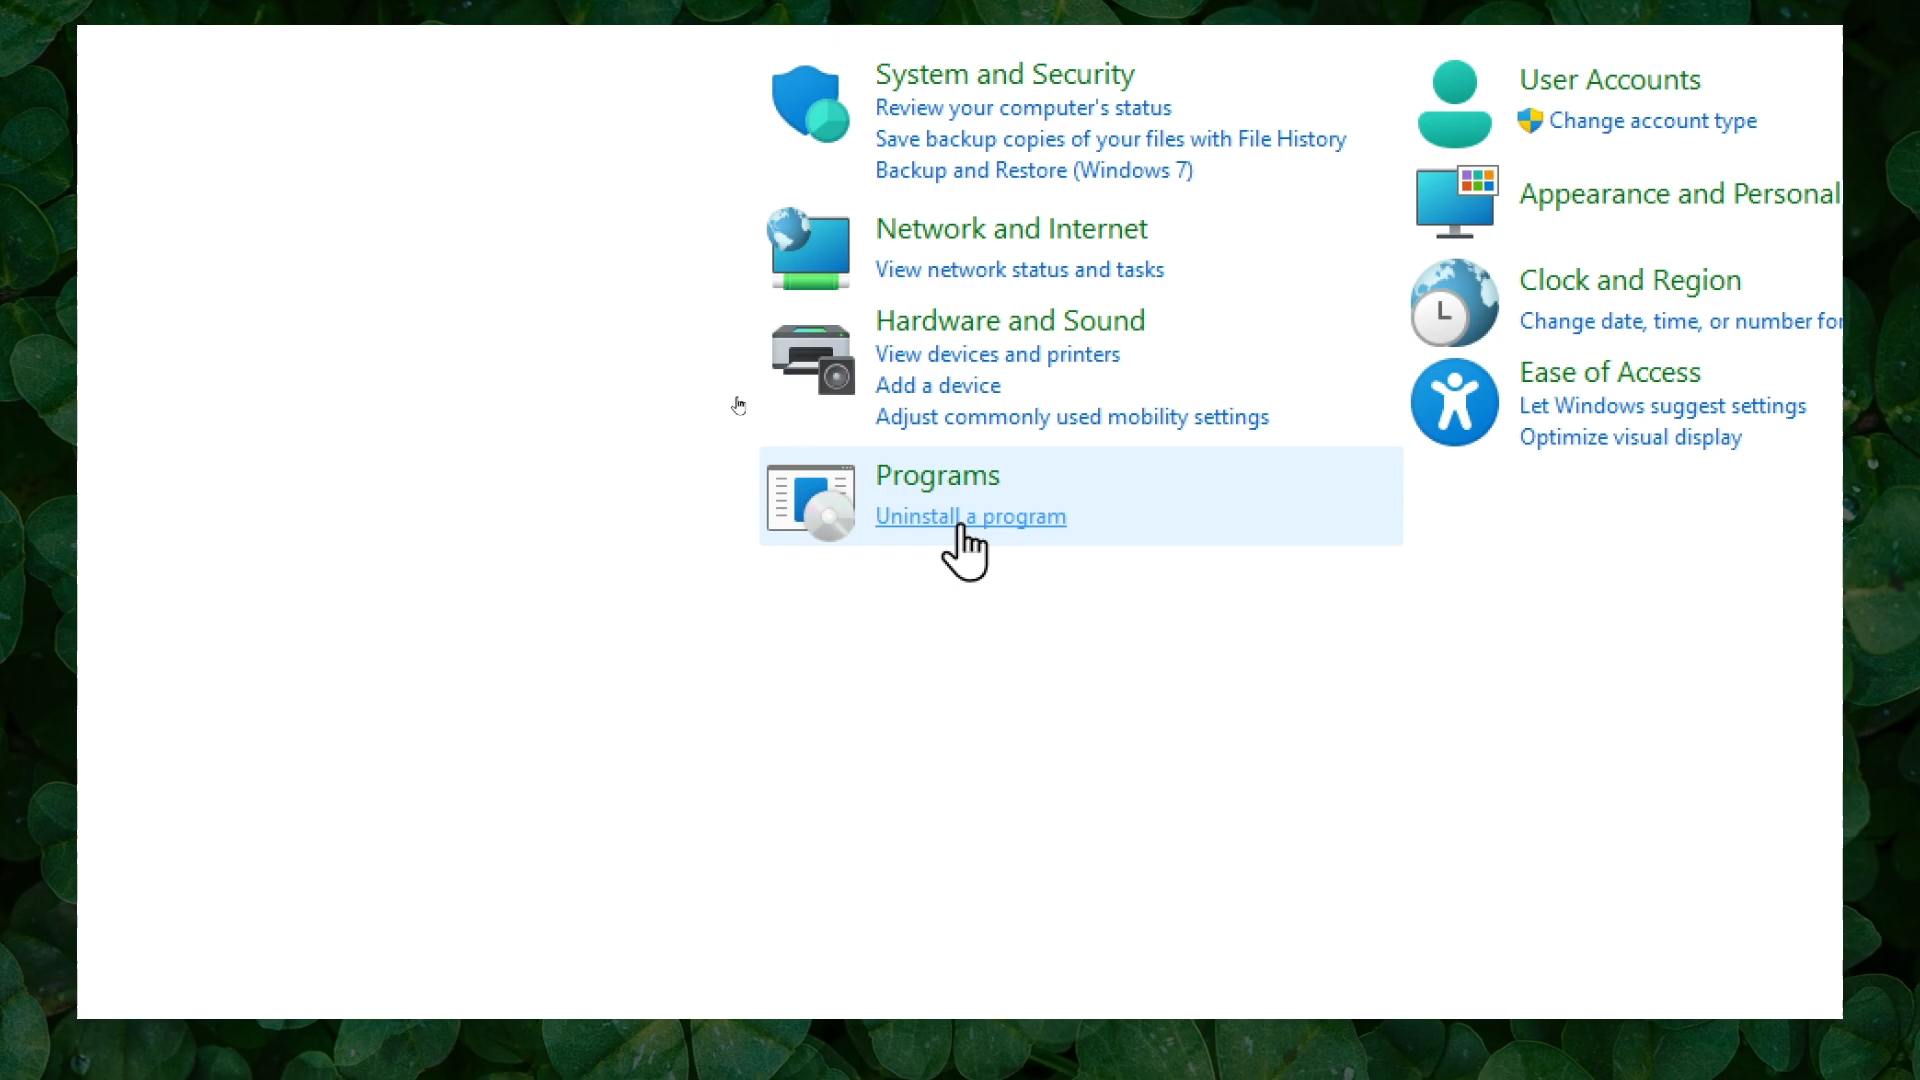 System and Security
Review your computer's status
Save backup copies of your files with File History
Backup and Restore (Windows 7)
Network and Internet
View network status and tasks
Hardware and Sound
View devices and printers
Add a device
Adjust commonly used mobility settings
Programs
Uninstall a program
User Accounts
Change account type
Appearance and Personal
Clock and Region
Change date, time, or number for
Ease of Access
Let Windows suggest settings
Optimize visual display